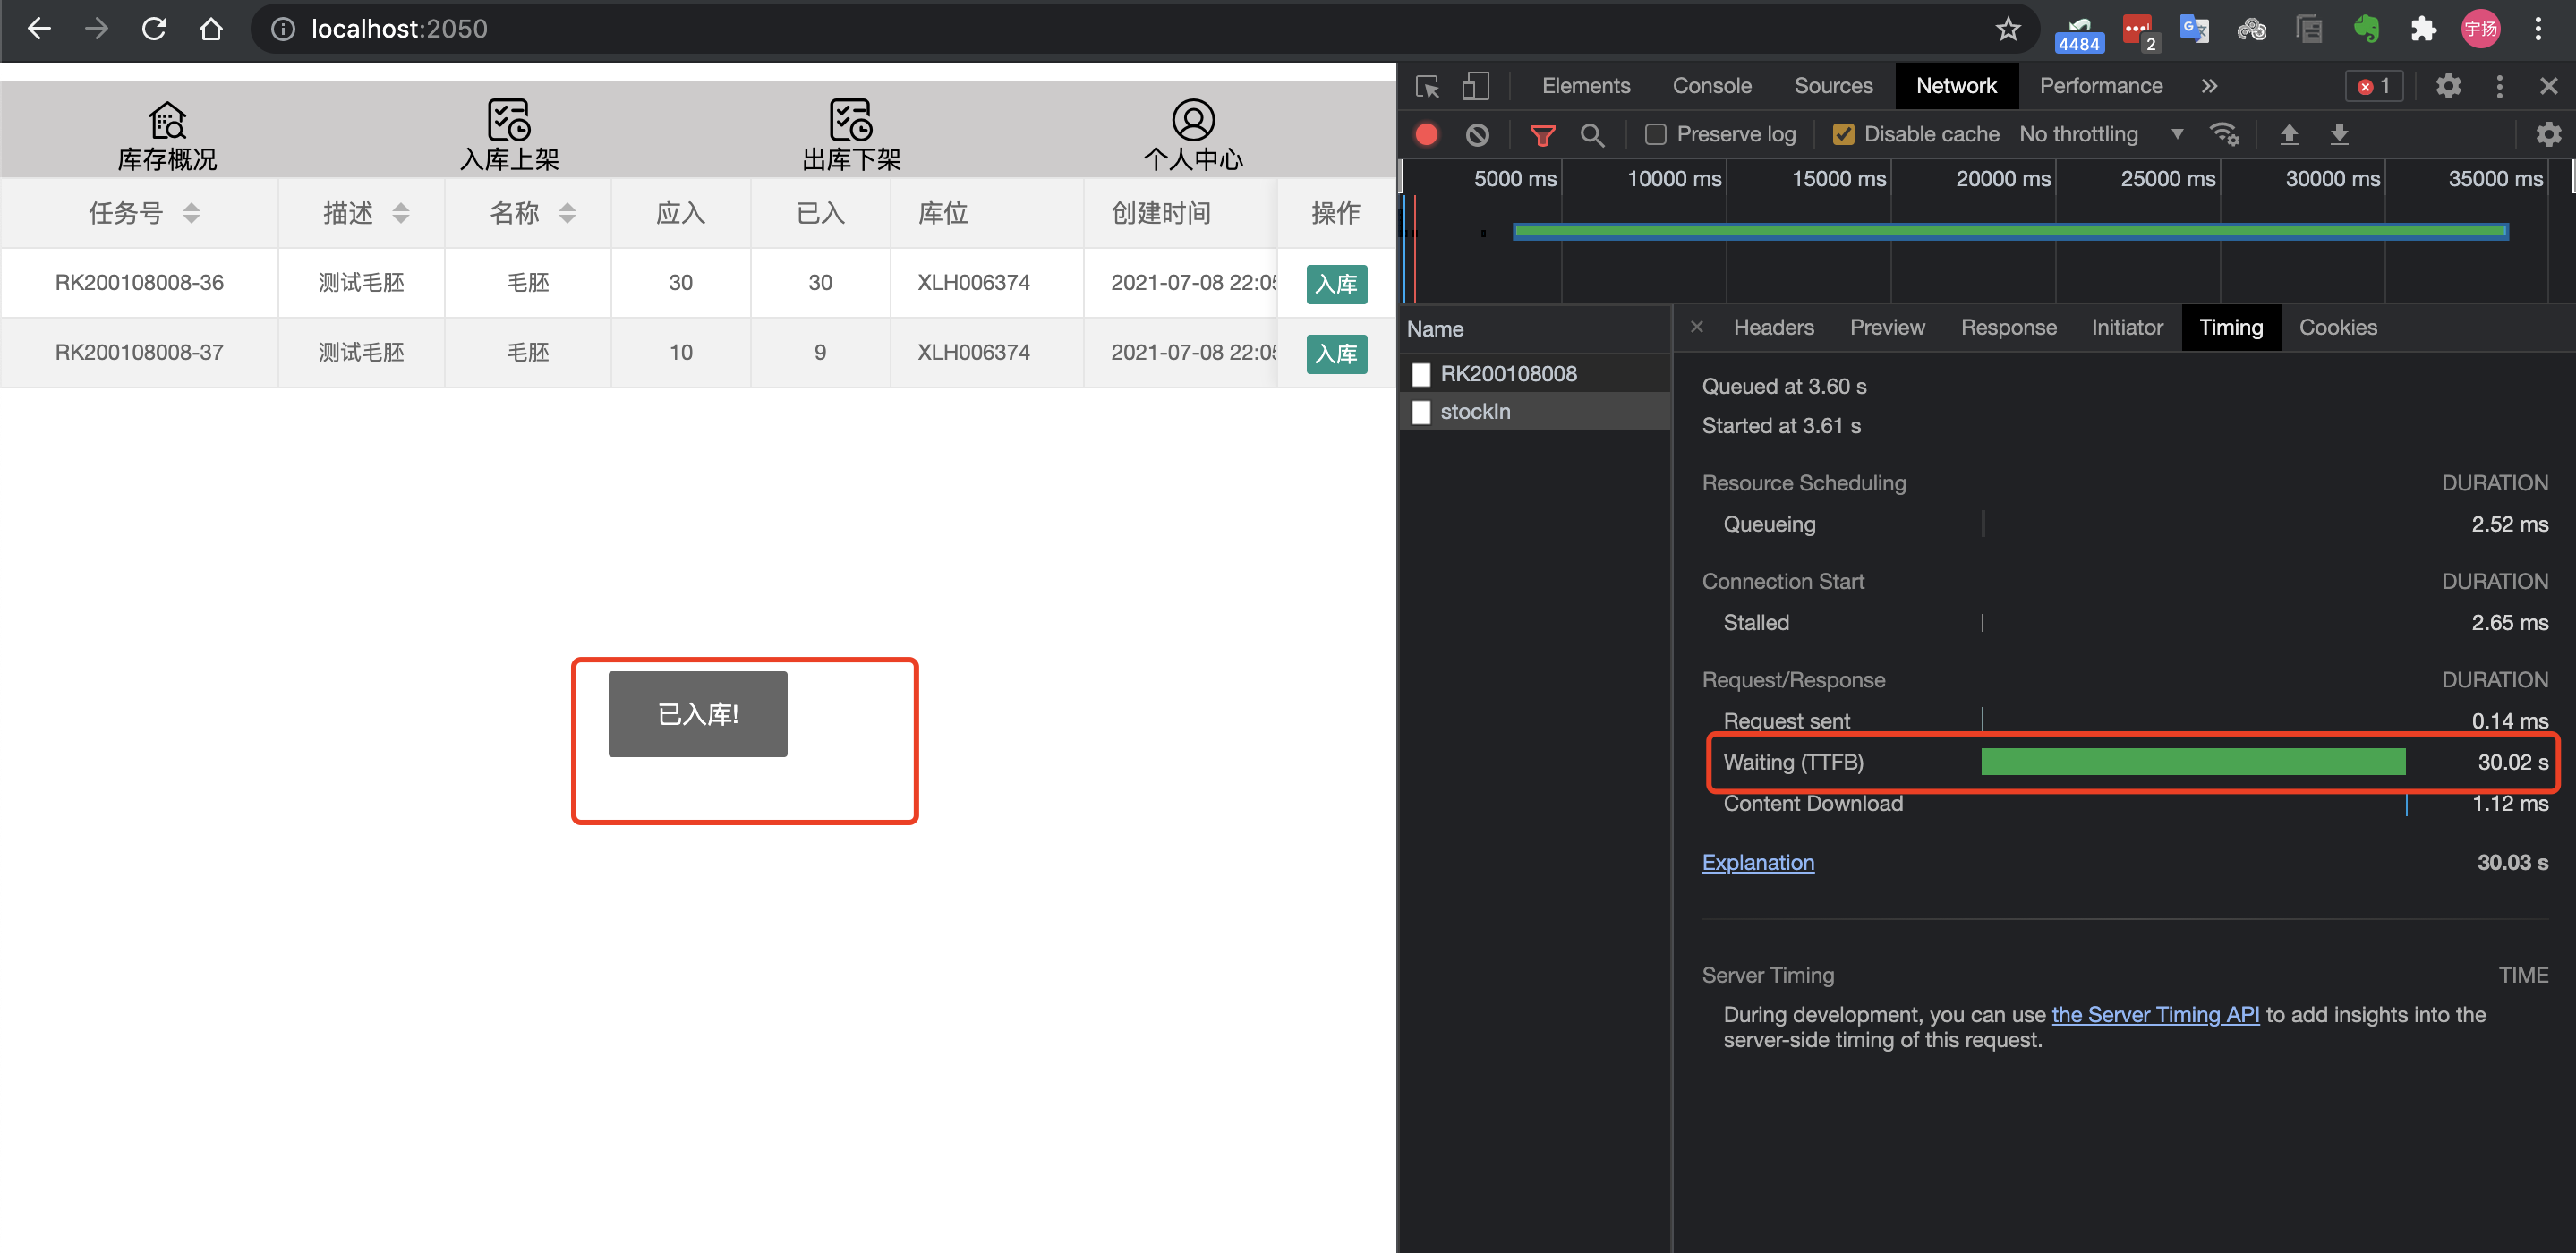 localhost:2050
4484
2
宇扬
库存概况
入库上架
出库下架
个人中心
任务号 描述 名称 应入 已入 库位 创建时间 操作
RK200108008-36 测试毛胚 毛胚 30 30 XLH006374 2021-07-08 22:05 入库
RK200108008-37 测试毛胚 毛胚 10 9 XLH006374 2021-07-08 22:05 入库
已入库!
Elements Console Sources Network Performance » 1
Preserve log Disable cache No throttling
5000 ms 10000 ms 15000 ms 20000 ms 25000 ms 30000 ms 35000 ms
Name
RK200108008
stockIn
× Headers Preview Response Initiator Timing Cookies
Queued at 3.60 s
Started at 3.61 s
Resource Scheduling DURATION
Queueing 2.52 ms
Connection Start DURATION
Stalled 2.65 ms
Request/Response DURATION
Request sent 0.14 ms
Waiting (TTFB) 30.02 s
Content Download 1.12 ms
Explanation 30.03 s
Server Timing TIME
During development, you can use the Server Timing API to add insights into the
server-side timing of this request.